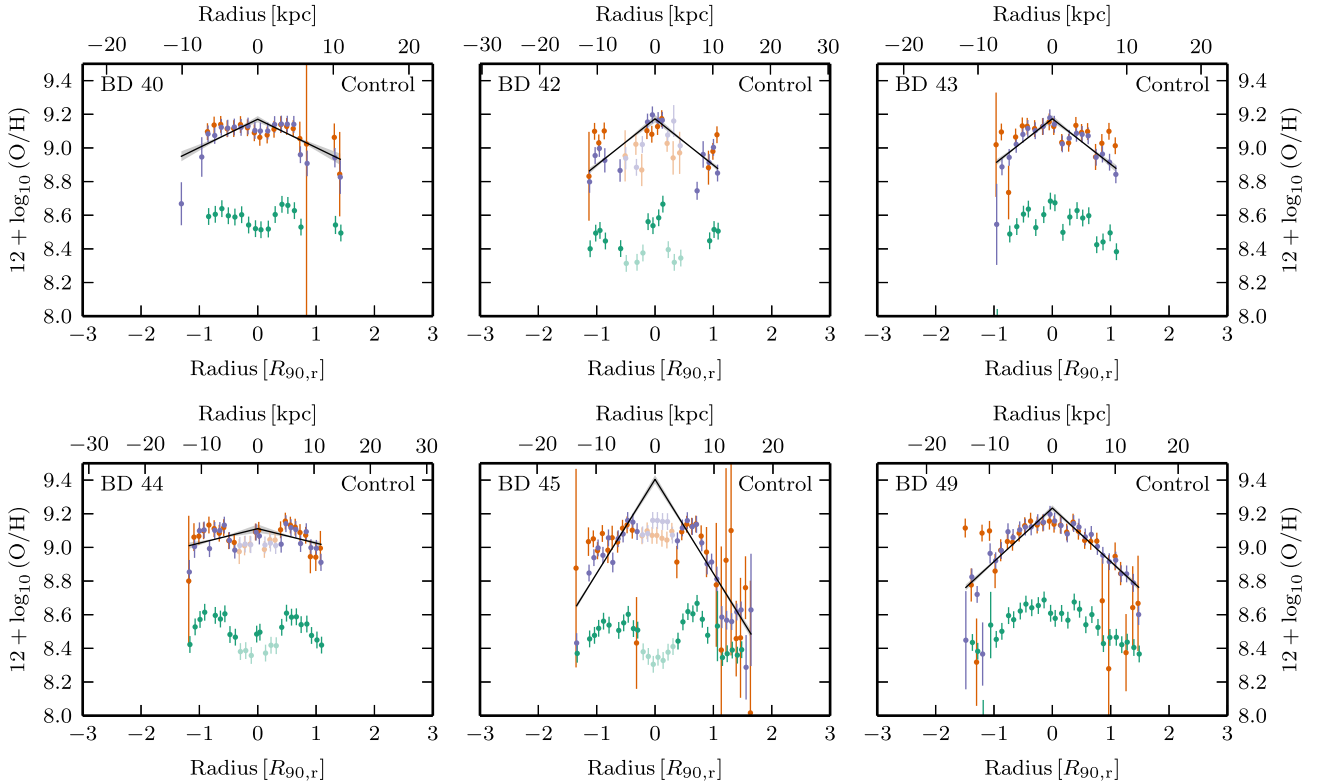 Radius [kpc] Radius [kpc] Radius [kpc]
−20 −10 0 10 20 −30 −20 −10 0 10 20 30 −20 −10 0 10 20
BD 40 Control BD 42 Control BD 43 Control
9.4 9.4
9.2 9.2
9.0 9.0
8.8 8.8
8.6 8.6
8.4 8.4
8.2 8.2
8.0 8.0
12 + log₁₀ (O/H) 12 + log₁₀ (O/H)
−3 −2 −1 0 1 2 3 −3 −2 −1 0 1 2 3 −3 −2 −1 0 1 2 3
Radius [R₉₀,ᵣ] Radius [R₉₀,ᵣ] Radius [R₉₀,ᵣ]
Radius [kpc] Radius [kpc] Radius [kpc]
−30 −20 −10 0 10 20 30 −20 −10 0 10 20 −20 −10 0 10 20
BD 44 Control BD 45 Control BD 49 Control
9.4 9.4
9.2 9.2
9.0 9.0
8.8 8.8
8.6 8.6
8.4 8.4
8.2 8.2
8.0 8.0
12 + log₁₀ (O/H) 12 + log₁₀ (O/H)
−3 −2 −1 0 1 2 3 −3 −2 −1 0 1 2 3 −3 −2 −1 0 1 2 3
Radius [R₉₀,ᵣ] Radius [R₉₀,ᵣ] Radius [R₉₀,ᵣ]